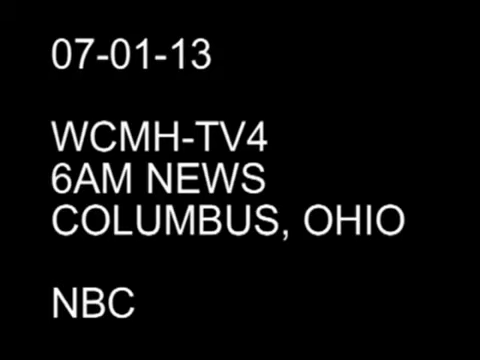 07-01-13
WCMH-TV4
6AM NEWS
COLUMBUS, OHIO
NBC